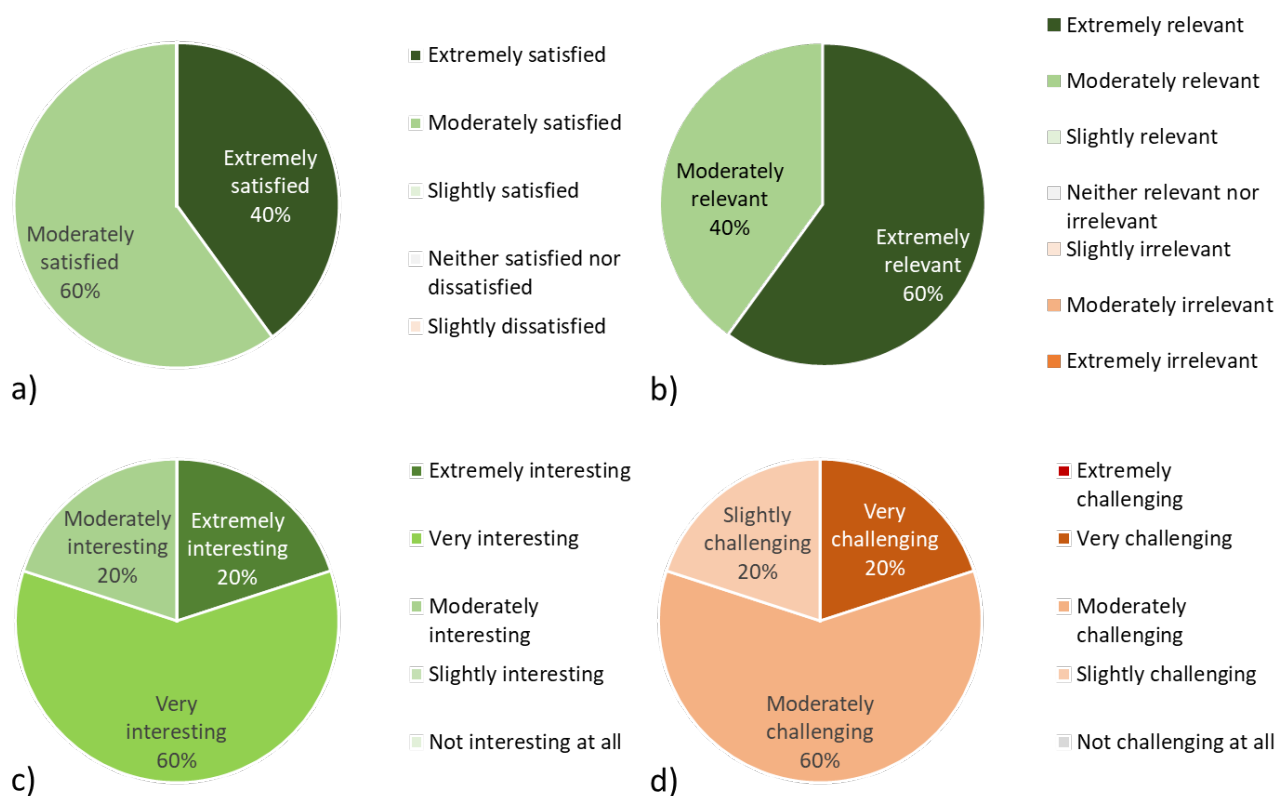 Extremely
satisfied
40%
Moderately
satisfied
60%
Extremely satisfied
Moderately satisfied
Slightly satisfied
Neither satisfied nor
dissatisfied
Slightly dissatisfied
a)
Moderately
relevant
40%
Extremely
relevant
60%
Extremely relevant
Moderately relevant
Slightly relevant
Neither relevant nor
irrelevant
Slightly irrelevant
Moderately irrelevant
Extremely irrelevant
b)
Moderately
interesting
20%
Extremely
interesting
20%
Very
interesting
60%
Extremely interesting
Very interesting
Moderately
interesting
Slightly interesting
Not interesting at all
c)
Slightly
challenging
20%
Very
challenging
20%
Moderately
challenging
60%
Extremely
challenging
Very challenging
Moderately
challenging
Slightly challenging
Not challenging at all
d)